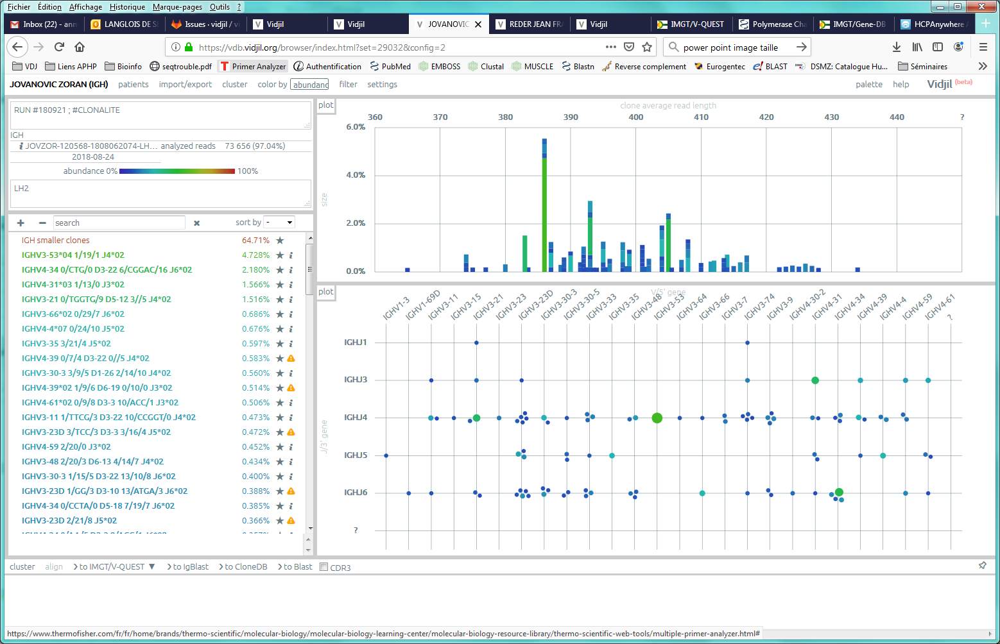 Fichier Édition Affichage Historique Marque-pages Outils ?
Inbox (22) - ann
LANGLOIS DE S
Issues · vidjil / vi
Vidjil
Vidjil
JOVANOVIC
REDER JEAN FRA
Vidjil
IMGT/V-QUEST
Polymerase Cha
IMGT/Gene-DB
HCPAnywhere
https://vdb.vidjil.org/browser/index.html?set=29032&config=2
power point image taille
VDJ Liens APHP Bioinfo seqtrouble.pdf Primer Analyzer Authentification PubMed EMBOSS Clustal MUSCLE Blastn Reverse complement Eurogentec BLAST DSMZ: Catalogue Hu... Séminaires
JOVANOVIC ZORAN (IGH) patients import/export cluster color by abundanc filter settings palette help Vidjil (beta)
RUN #180921 ; #CLONALITE
IGH
i JOVZOR-120568-1808062074-LH... analyzed reads 73 656 (97.04%)
2018-08-24
abundance 0% 100%
LH2
+ − search × sort by -
IGH smaller clones 64.71%
IGHV3-53*04 1/19/1 J4*02 4.728% i
IGHV4-34 0/CTG/0 D3-22 6/CGGAC/16 J6*02 2.180% i
IGHV4-31*03 1/13/0 J3*02 1.566% i
IGHV3-21 0/TGGTG/9 D5-12 3//5 J4*02 1.516% i
IGHV3-66*02 0/29/7 J6*02 0.686% i
IGHV4-4*07 0/24/10 J5*02 0.676% i
IGHV3-35 3/21/4 J5*02 0.597% i
IGHV4-39 0/7/4 D3-22 0//5 J4*02 0.583%
IGHV3-30-3 3/9/5 D1-26 2/14/10 J4*02 0.560% i
IGHV4-39*02 1/9/6 D6-19 0/10/0 J3*02 0.514%
IGHV4-61*02 0/9/8 D3-3 10/ACC/1 J3*02 0.506% i
IGHV3-11 1/TTCG/3 D3-22 10/CCGGT/0 J4*02 0.473% i
IGHV3-23D 3/TCC/3 D3-3 3/16/4 J5*02 0.472%
IGHV4-59 2/20/0 J3*02 0.452% i
IGHV3-48 2/20/3 D6-13 4/14/7 J4*02 0.434% i
IGHV3-30-3 1/15/5 D3-22 13/10/8 J6*02 0.400% i
IGHV3-23D 1/GG/3 D3-10 13/ATGA/3 J6*02 0.388%
IGHV4-34 0/CCTA/0 D5-18 7/19/7 J6*02 0.385% i
IGHV3-23D 2/21/8 J5*02 0.366%
plot
clone average read length
360 370 380 390 400 410 420 430 440 ?
6.0%
4.0%
2.0%
0.0%
size
plot
V/5' gene
IGHV1-3 IGHV1-69D IGHV3-11 IGHV3-15 IGHV3-21 IGHV3-23 IGHV3-23D IGHV3-30-3 IGHV3-30-5 IGHV3-33 IGHV3-35 IGHV3-48 IGHV3-53 IGHV3-64 IGHV3-66 IGHV3-7 IGHV3-74 IGHV3-9 IGHV4-30-2 IGHV4-31 IGHV4-34 IGHV4-39 IGHV4-4 IGHV4-59 IGHV4-61 ?
IGHJ1
IGHJ3
IGHJ4
IGHJ5
IGHJ6
?
J/3' gene
cluster align to IMGT/V-QUEST ▼ to IgBlast to CloneDB to Blast CDR3
https://www.thermofisher.com/fr/fr/home/brands/thermo-scientific/molecular-biology/molecular-biology-learning-center/molecular-biology-resource-library/thermo-scientific-web-tools/multiple-primer-analyzer.html#